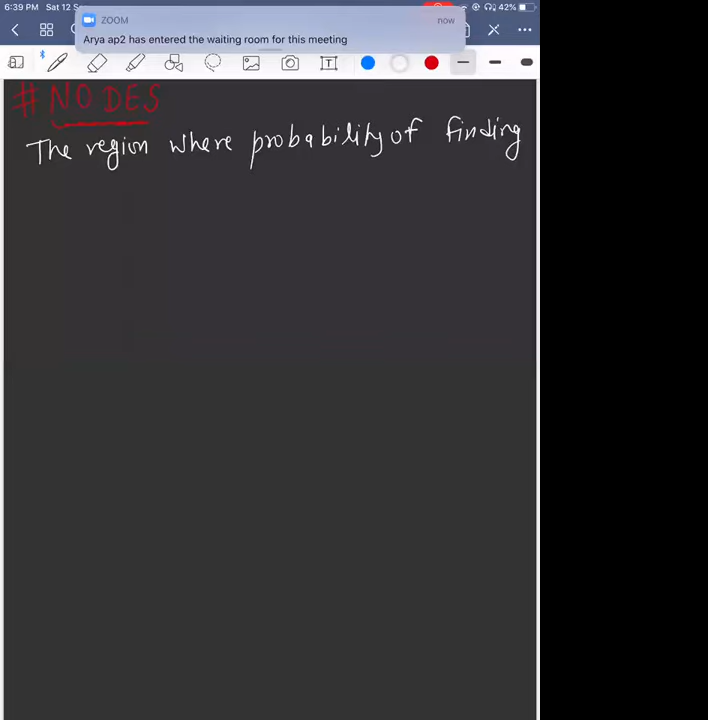 6:39 PM Sat 12 S
42%
ZOOM
now
Arya ap2 has entered the waiting room for this meeting
T
# NODES
The region where probability of finding